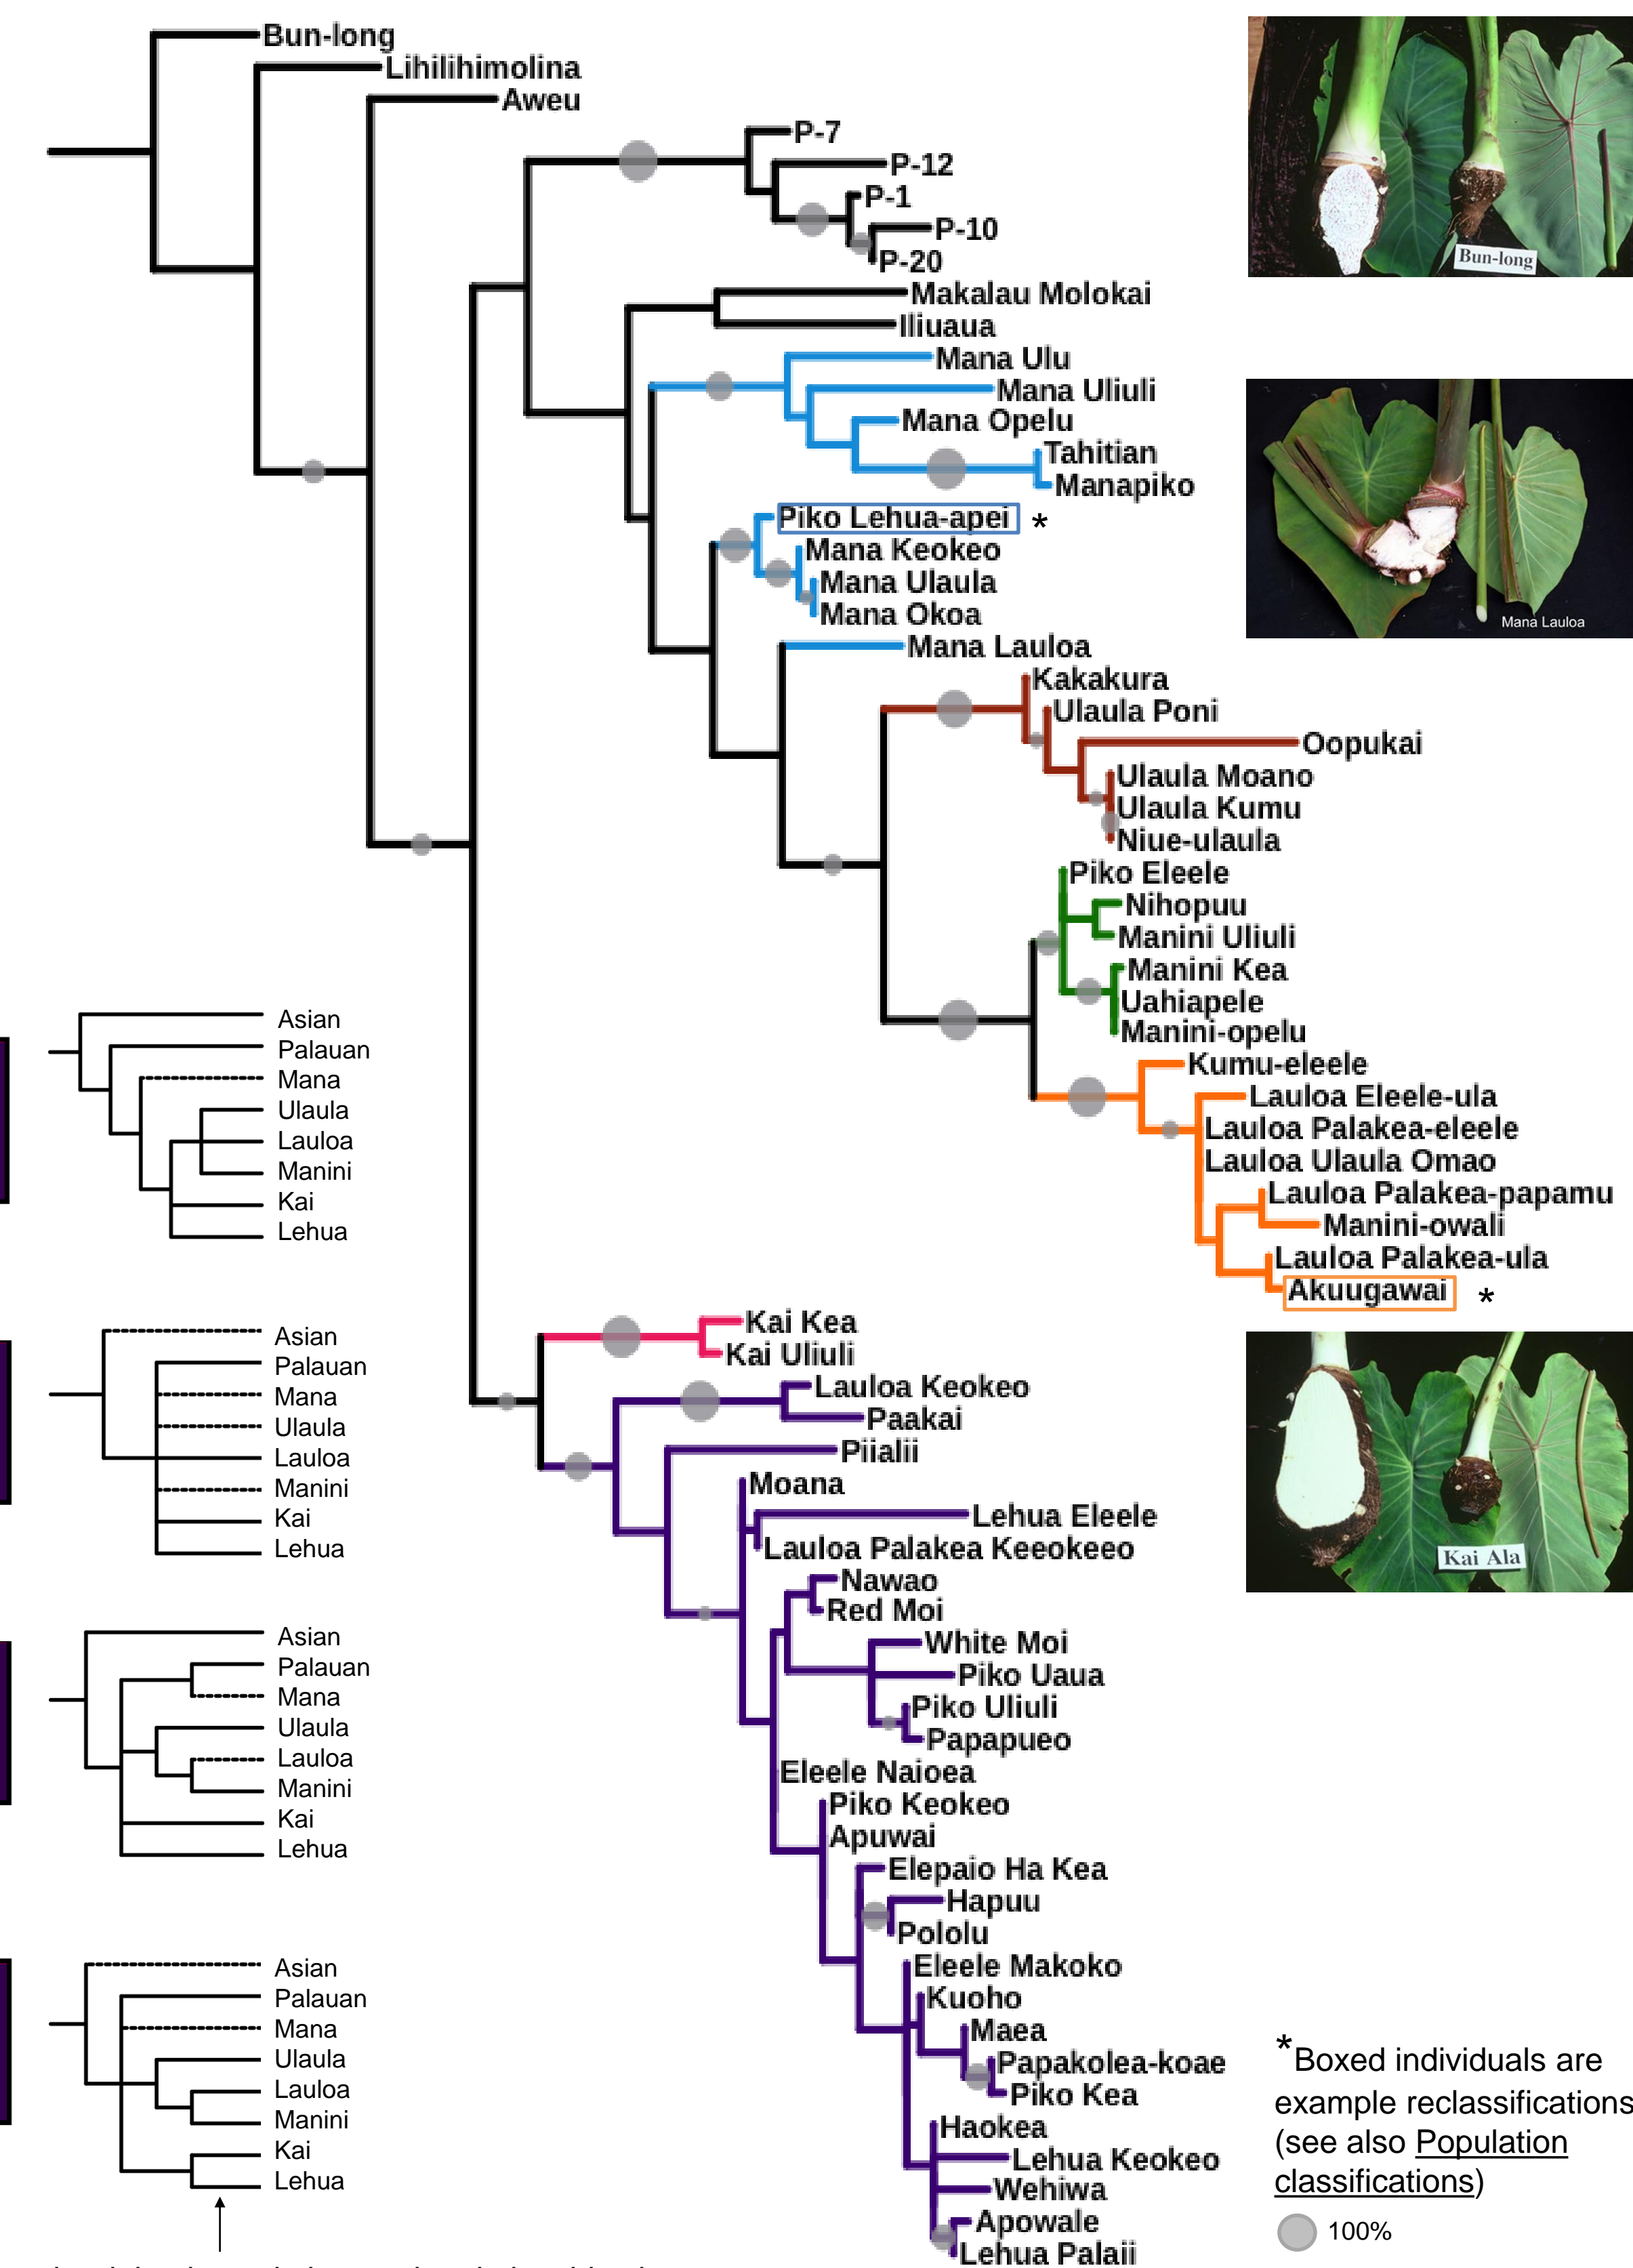 Bun-long
Lihilihimolina
Aweu
P-7
P-12
P-1
P-10
P-20
Makalau Molokai
Iliuaua
Mana Ulu
Mana Uliuli
Mana Opelu
Tahitian
Manapiko
Piko Lehua-apei *
Mana Keokeo
Mana Ulaula
Mana Okoa
Mana Lauloa
Kakakura
Ulaula Poni
Oopukai
Ulaula Moano
Ulaula Kumu
Niue-ulaula
Piko Eleele
Nihopuu
Manini Uliuli
Manini Kea
Uahiapele
Manini-opelu
Kumu-eleele
Lauloa Eleele-ula
Lauloa Palakea-eleele
Lauloa Ulaula Omao
Lauloa Palakea-papamu
Manini-owali
Lauloa Palakea-ula
Akuugawai *
Kai Kea
Kai Uliuli
Lauloa Keokeo
Paakai
Piialii
Moana
Lehua Eleele
Lauloa Palakea Keeokeeo
Nawao
Red Moi
White Moi
Piko Uaua
Piko Uliuli
Papapueo
Eleele Naioea
Piko Keokeo
Apuwai
Elepaio Ha Kea
Hapuu
Pololu
Eleele Makoko
Kuoho
Maea
Papakolea-koae
Piko Kea
Haokea
Lehua Keokeo
Wehiwa
Apowale
Lehua Palaii
Bun-long
Mana Lauloa
Kai Ala
Asian
Palauan
Mana
Ulaula
Lauloa
Manini
Kai
Lehua
Asian
Palauan
Mana
Ulaula
Lauloa
Manini
Kai
Lehua
Asian
Palauan
Mana
Ulaula
Lauloa
Manini
Kai
Lehua
Asian
Palauan
Mana
Ulaula
Lauloa
Manini
Kai
Lehua
*Boxed individuals are
example reclassifications
(see also Population
classifications)
100%